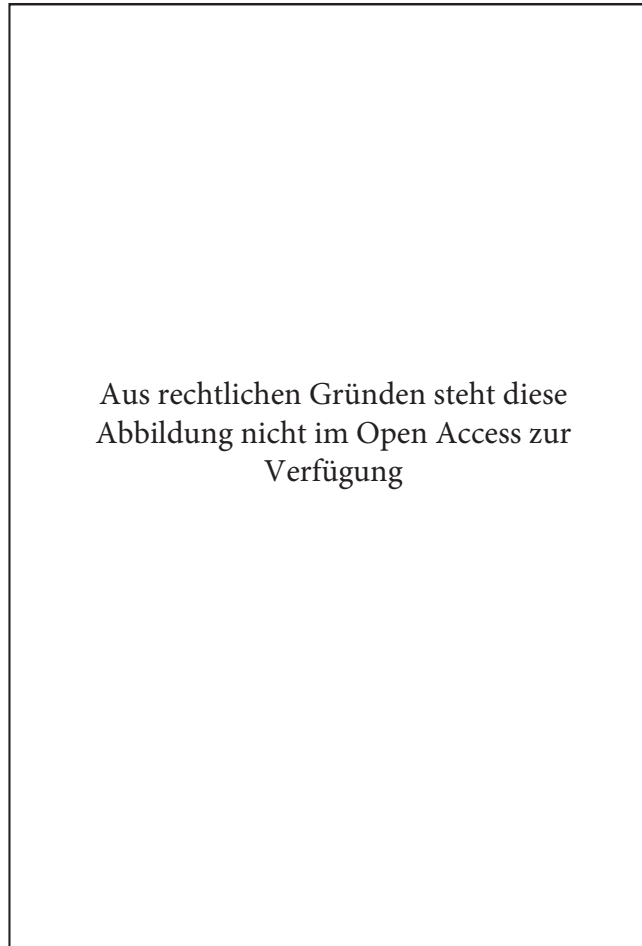 Aus rechtlichen Gründen steht diese
Abbildung nicht im Open Access zur
Verfügung